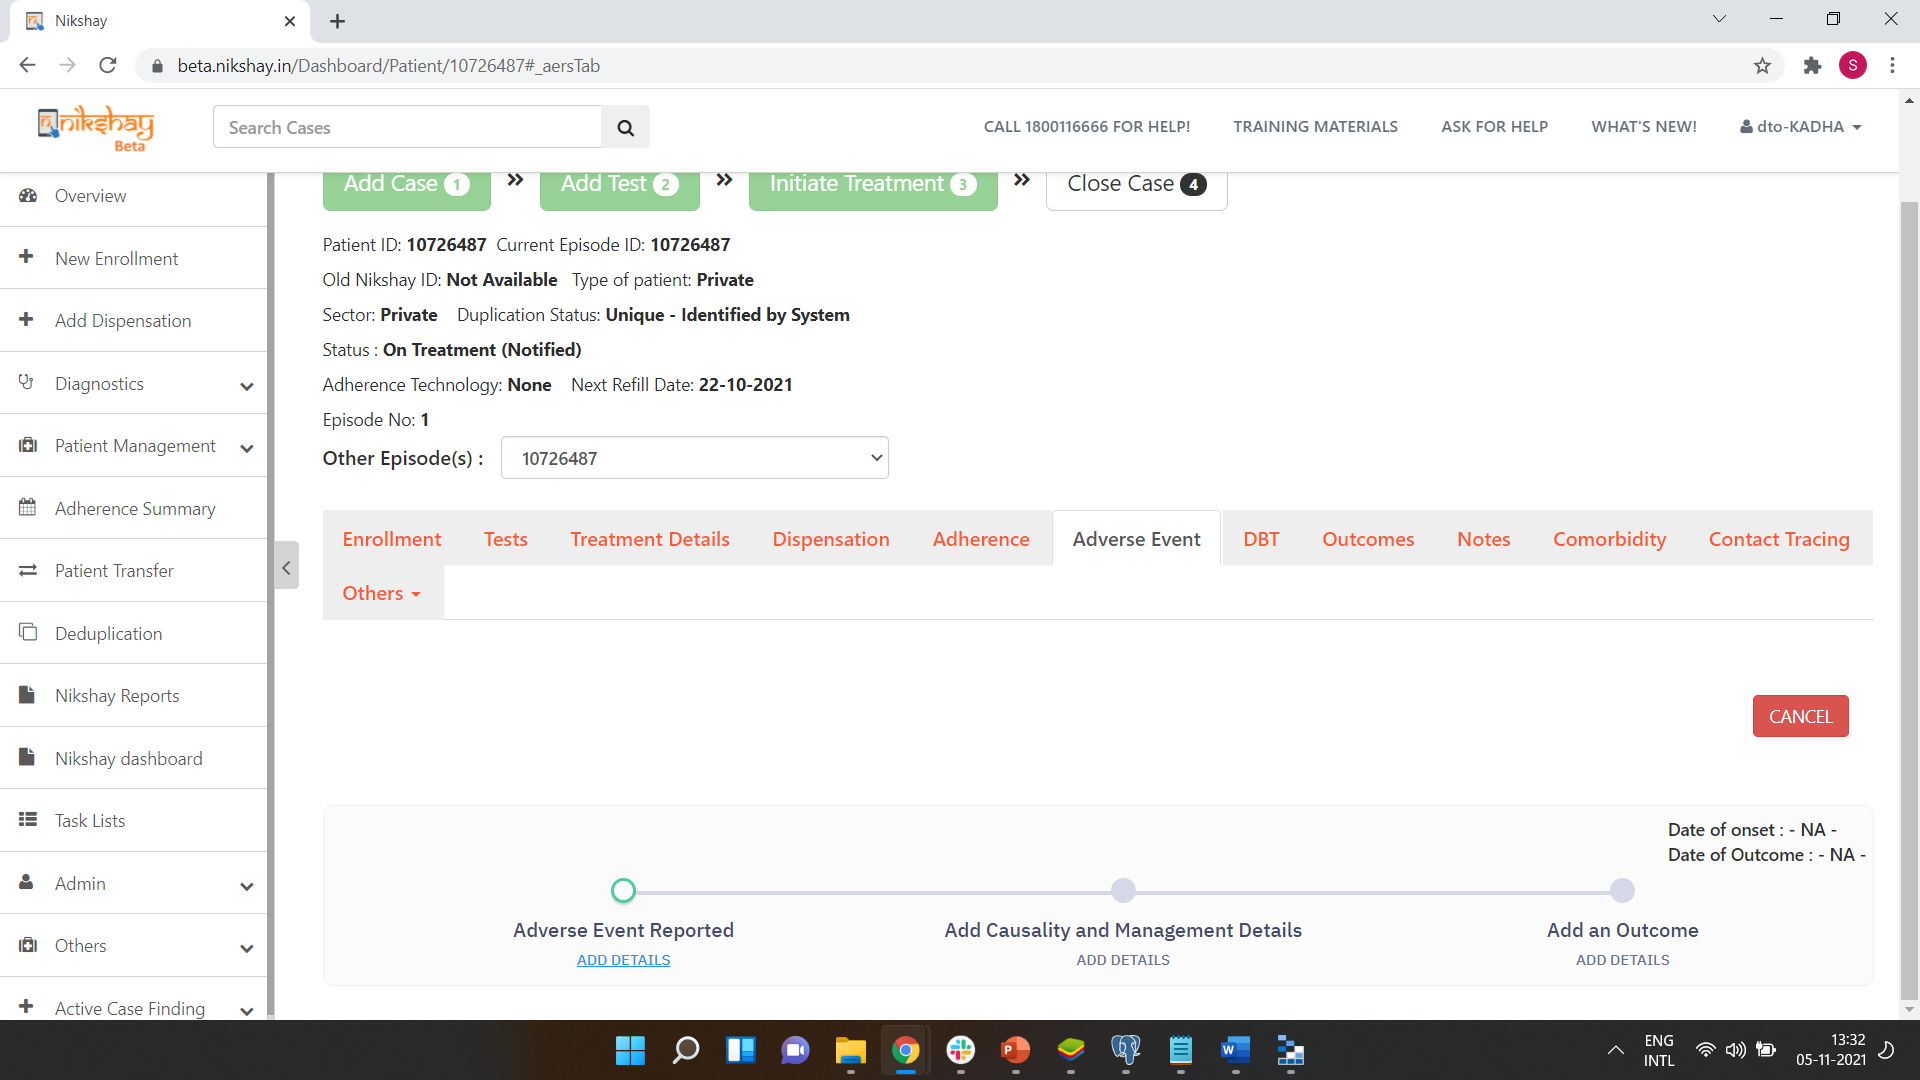 Nikshay
beta.nikshay.in/Dashboard/Patient/10726487#_aersTab
S
nikshay
Beta
Search Cases
CALL 1800116666 FOR HELP!
TRAINING MATERIALS
ASK FOR HELP
WHAT'S NEW!
dto-KADHA
Overview
New Enrollment
Add Dispensation
Diagnostics
Patient Management
Adherence Summary
Patient Transfer
Deduplication
Nikshay Reports
Nikshay dashboard
Task Lists
Admin
Others
Active Case Finding
Add Case 1 » Add Test 2 » Initiate Treatment 3 » Close Case 4
Patient ID: 10726487 Current Episode ID: 10726487
Old Nikshay ID: Not Available Type of patient: Private
Sector: Private Duplication Status: Unique - Identified by System
Status : On Treatment (Notified)
Adherence Technology: None Next Refill Date: 22-10-2021
Episode No: 1
Other Episode(s) : 10726487
Enrollment Tests Treatment Details Dispensation Adherence Adverse Event DBT Outcomes Notes Comorbidity Contact Tracing
Others
CANCEL
Date of onset : - NA -
Date of Outcome : - NA -
Adverse Event Reported
ADD DETAILS
Add Causality and Management Details
ADD DETAILS
Add an Outcome
ADD DETAILS
ENG
INTL
13:32
05-11-2021